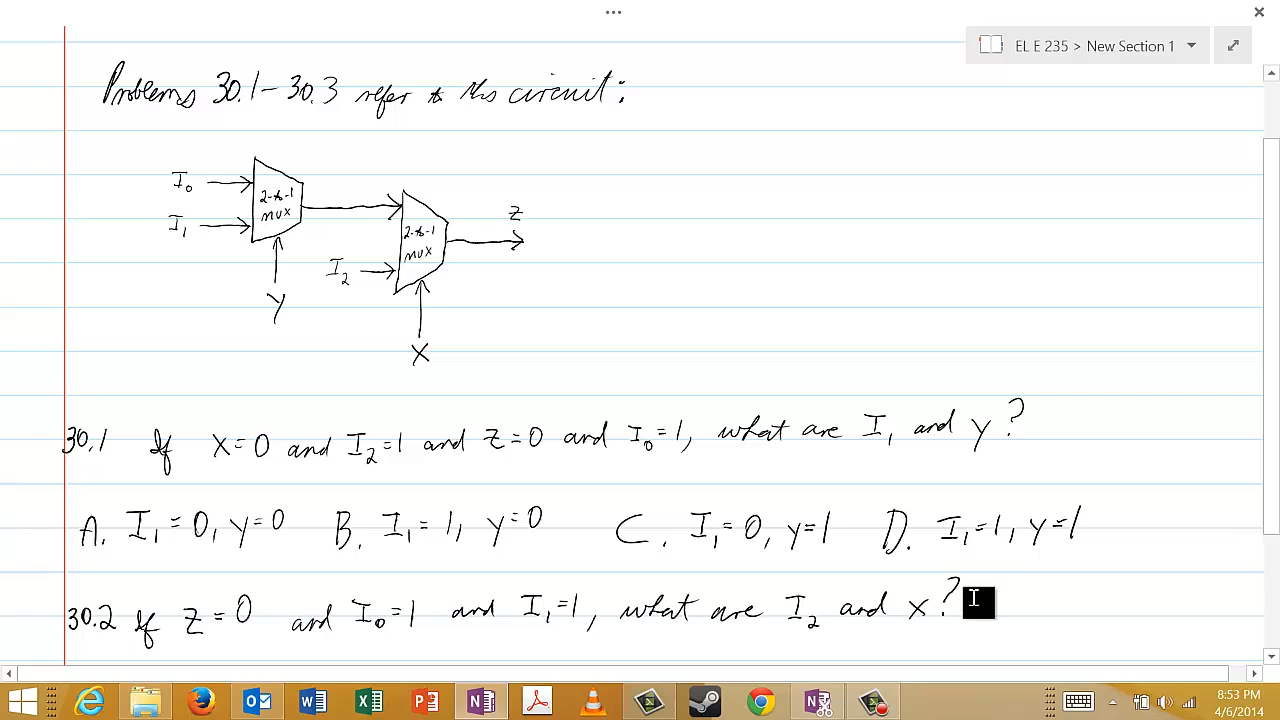 EL E 235 > New Section 1
Problems 30.1 - 30.3 refer to this circuit:
I0
2-to-1
MUX
I1
Z
2-to-1
MUX
I2
Y
X
30.1 If X=0 and I2=1 and Z=0 and I0=1, what are I1 and y?
A. I1=0, y=0 B. I1=1, y=0 C. I1=0, y=1 D. I1=1, y=1
30.2 If Z=0 and I0=1 and I1=1, what are I2 and x?
8:53 PM
4/6/2014